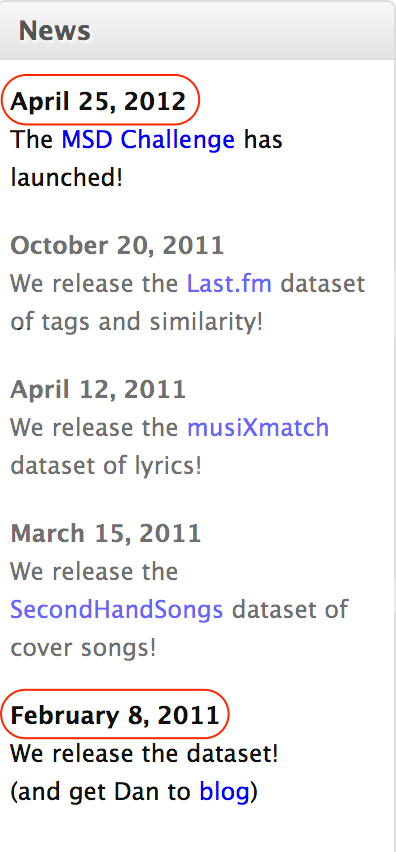 News
April 25, 2012
The MSD Challenge has
launched!
October 20, 2011
We release the Last.fm dataset
of tags and similarity!
April 12, 2011
We release the musiXmatch
dataset of lyrics!
March 15, 2011
We release the
SecondHandSongs dataset of
cover songs!
February 8, 2011
We release the dataset!
(and get Dan to blog)